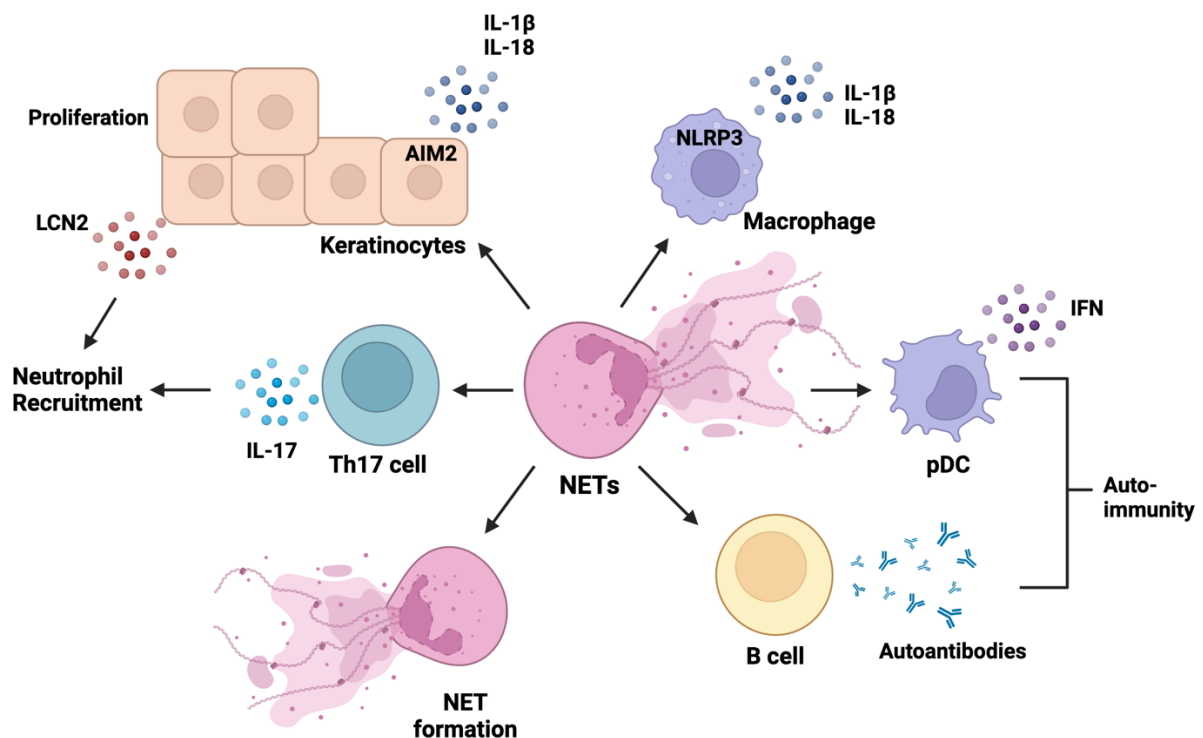 IL-1β
IL-18
Proliferation
AIM2
LCN2
Keratinocytes
NLRP3
IL-1β
IL-18
Macrophage
IFN
Neutrophil
Recruitment
IL-17
Th17 cell
NETs
pDC
Auto-
immunity
B cell
Autoantibodies
NET
formation